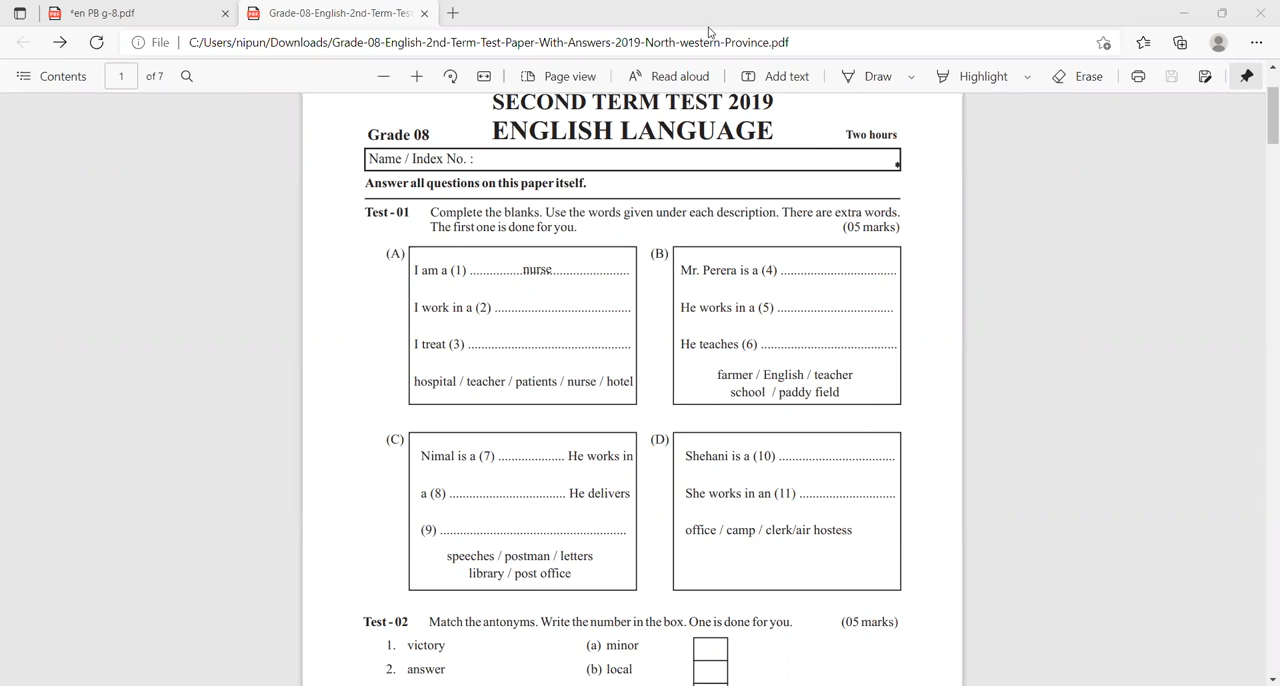 *en PB g-8.pdf
Grade-08-English-2nd-Term-Test
File
C:/Users/nipun/Downloads/Grade-08-English-2nd-Term-Test-Paper-With-Answers-2019-North-western-Province.pdf
Contents 1 of 7 Page view Read aloud Add text Draw Highlight Erase
SECOND TERM TEST 2019
Grade 08 ENGLISH LANGUAGE Two hours
Name / Index No. :
Answer all questions on this paper itself.
Test - 01 Complete the blanks. Use the words given under each description. There are extra words.
The first one is done for you. (05 marks)
(A)
I am a (1) ................nurse........................
I work in a (2) .........................................
I treat (3) .................................................
hospital / teacher / patients / nurse / hotel
(B)
Mr. Perera is a (4) ...................................
He works in a (5) ...................................
He teaches (6) .........................................
farmer / English / teacher
school / paddy field
(C)
Nimal is a (7) .................... He works in
a (8) ................................... He delivers
(9) ........................................................
speeches / postman / letters
library / post office
(D)
Shehani is a (10) ...................................
She works in an (11) .............................
office / camp / clerk/air hostess
Test - 02 Match the antonyms. Write the number in the box. One is done for you. (05 marks)
1. victory (a) minor
2. answer (b) local